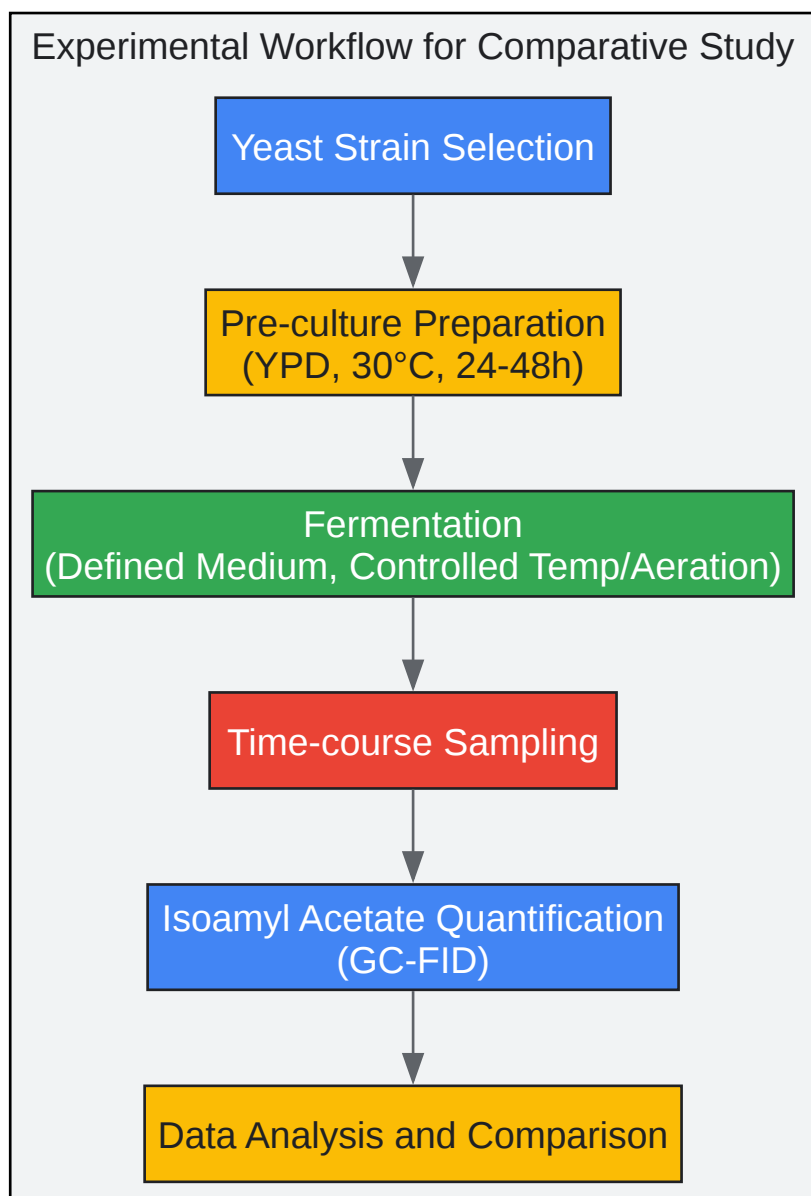 Experimental Workflow for Comparative Study
Yeast Strain Selection
Pre-culture Preparation
(YPD, 30°C, 24-48h)
Fermentation
(Defined Medium, Controlled Temp/Aeration)
Time-course Sampling
Isoamyl Acetate Quantification
(GC-FID)
Data Analysis and Comparison